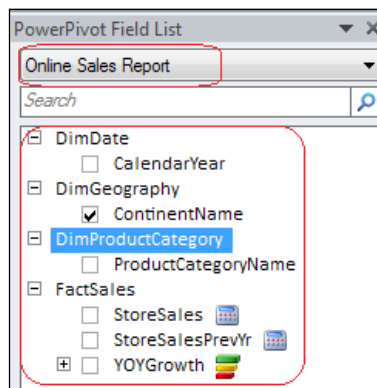 PowerPivot Field List
Online Sales Report
Search
DimDate
CalendarYear
DimGeography
ContinentName
DimProductCategory
ProductCategoryName
FactSales
StoreSales
StoreSalesPrevYr
YOYGrowth